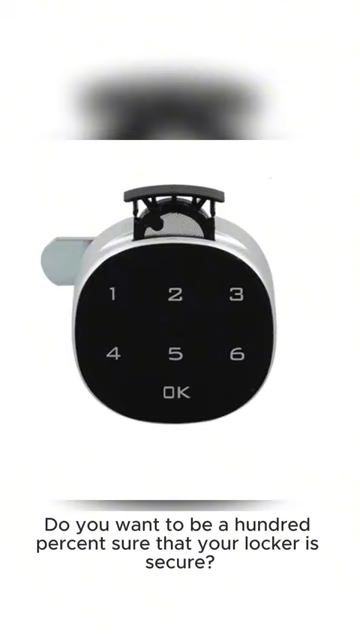 1 2 3
4 5 6
OK
Do you want to be a hundred
percent sure that your locker is
secure?